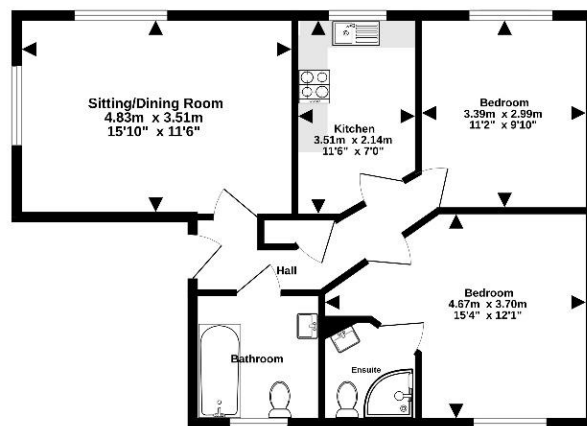 Sitting/Dining Room
4.83m x 3.51m
15'10" x 11'6"
Kitchen
3.51m x 2.14m
11'6" x 7'0"
Bedroom
3.39m x 2.99m
11'2" x 9'10"
Hall
Bedroom
4.67m x 3.70m
15'4" x 12'1"
Bathroom
Ensuite